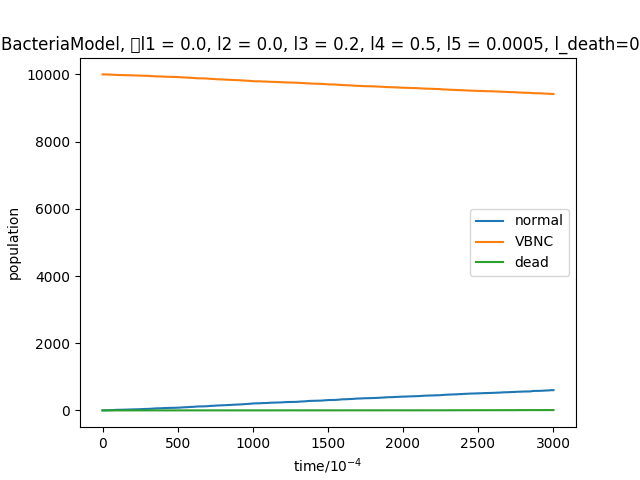 BacteriaModel, l1 = 0.0, l2 = 0.0, l3 = 0.2, l4 = 0.5, l5 = 0.0005, l_death=0
10000
8000
6000
4000
2000
0
population
normal
VBNC
dead
0 500 1000 1500 2000 2500 3000
time/10⁻⁴